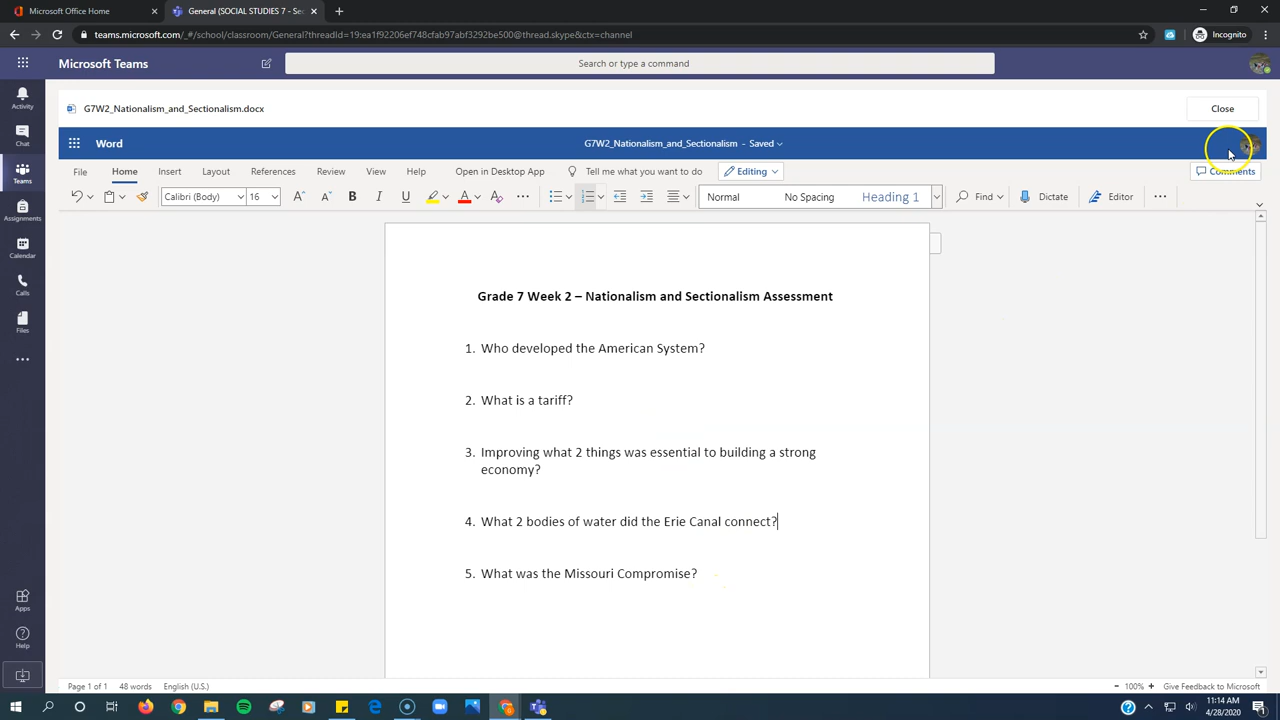 Microsoft Office Home
General (SOCIAL STUDIES 7 - Sec
teams.microsoft.com/_#/school/classroom/General?threadId=19:ea1f92206ef748cfab97abf3292be500@thread.skype&ctx=channel
Incognito
Microsoft Teams
Search or type a command
Activity
Chat
Teams
Assignments
Calendar
Calls
Files
Apps
Help
G7W2_Nationalism_and_Sectionalism.docx
Close
Word
G7W2_Nationalism_and_Sectionalism - Saved
File Home Insert Layout References Review View Help Open in Desktop App Tell me what you want to do Editing Comments
Calibri (Body) 16 B I U A Normal No Spacing Heading 1 Find Dictate Editor
Grade 7 Week 2 – Nationalism and Sectionalism Assessment
1. Who developed the American System?
2. What is a tariff?
3. Improving what 2 things was essential to building a strong
economy?
4. What 2 bodies of water did the Erie Canal connect?
5. What was the Missouri Compromise?
Page 1 of 1 48 words English (U.S.) 100% Give Feedback to Microsoft
11:14 AM
4/28/2020